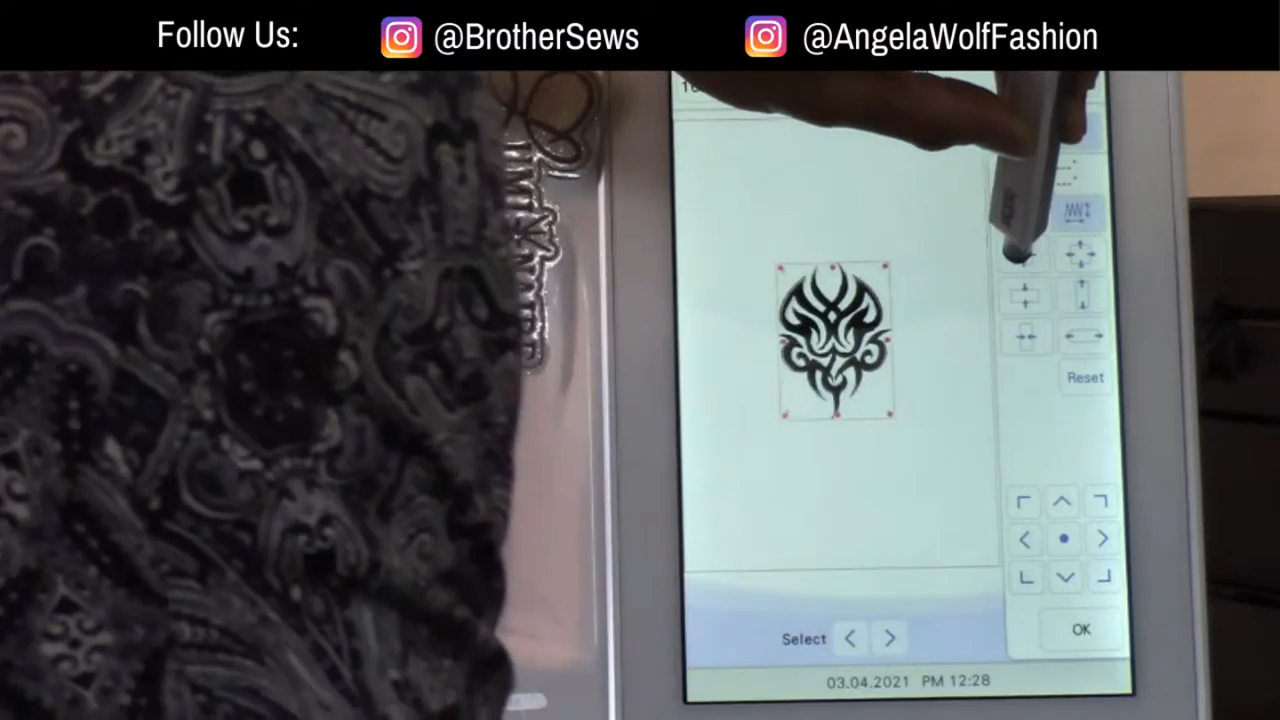 Follow Us: @BrotherSews @AngelaWolfFashion
Reset
OK
Select
03.04.2021 PM 12:28